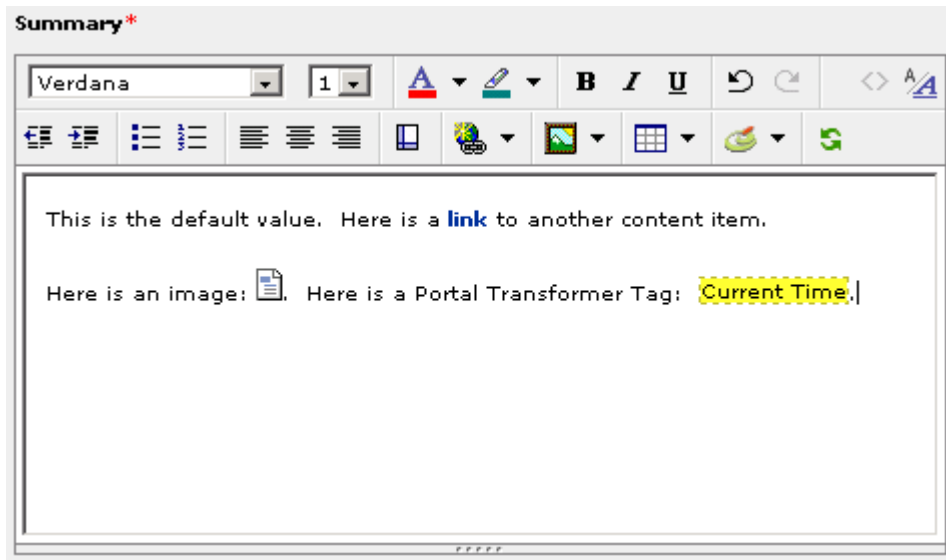 Summary*
Verdana 1 A B I U A/A
This is the default value. Here is a link to another content item.
Here is an image: . Here is a Portal Transformer Tag: Current Time.